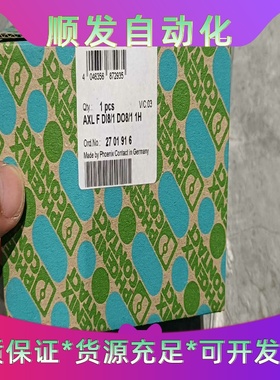 顺发自动化
4 046356 872835
Qty.: 1 pcs V/C.03
AXL F DI8/1 DO8/1 1H
Ord.No.: 27 01 91 6
Made by Phoenix Contact in Germany
质保证*货源充足*可开发